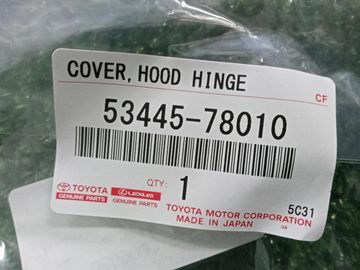 COVER, HOOD HINGE
CF
53445-78010
TOYOTA
GENUINE PARTS
LEXUS
GENUINE PARTS
QTY: 1
5C31
TOYOTA MOTOR CORPORATION
MADE IN JAPAN